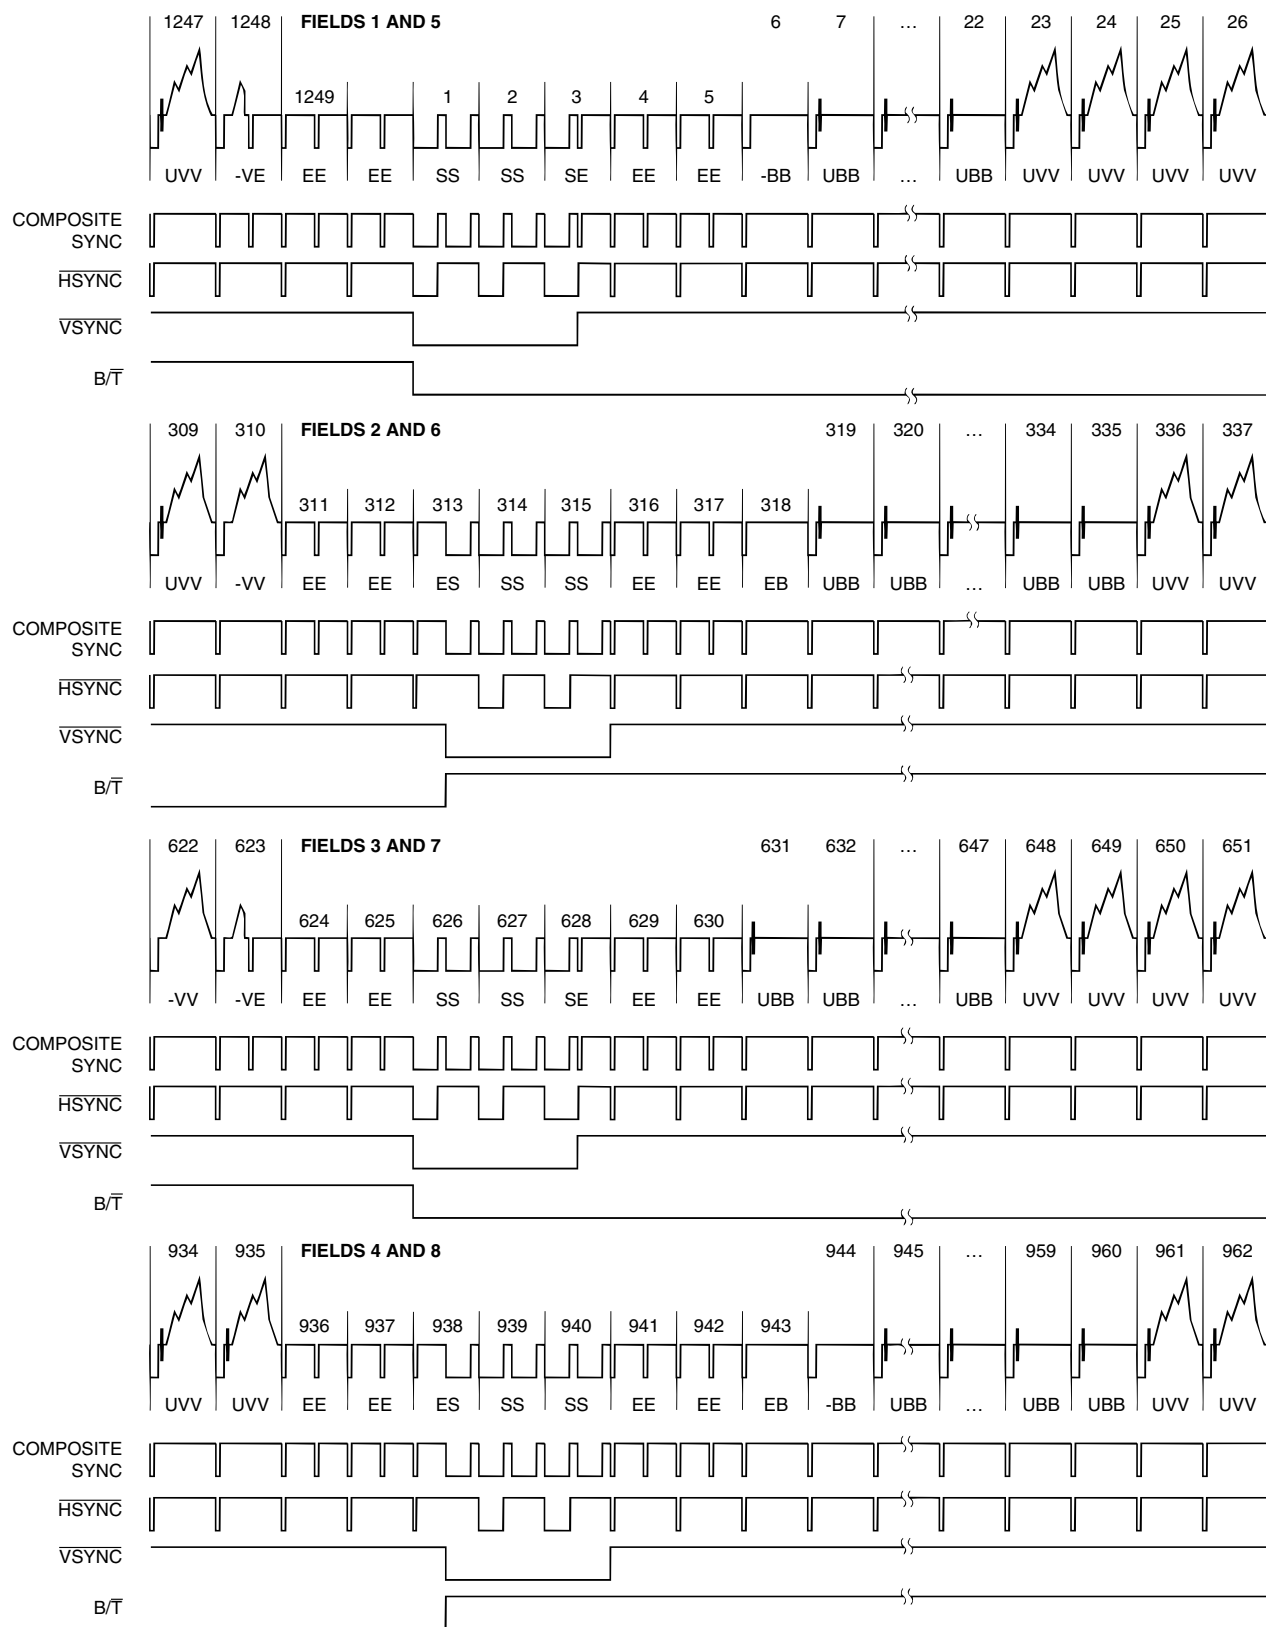 1247 1248 FIELDS 1 AND 5 6 7 ... 22 23 24 25 26
1249 1 2 3 4 5
UVV -VE EE EE SS SS SE EE EE -BB UBB ... UBB UVV UVV UVV UVV
COMPOSITE
SYNC
HSYNC
VSYNC
B/T
309 310 FIELDS 2 AND 6 319 320 ... 334 335 336 337
311 312 313 314 315 316 317 318
UVV -VV EE EE ES SS SS EE EE EB UBB UBB ... UBB UBB UVV UVV
COMPOSITE
SYNC
HSYNC
VSYNC
B/T
622 623 FIELDS 3 AND 7 631 632 ... 647 648 649 650 651
624 625 626 627 628 629 630
-VV -VE EE EE SS SS SE EE EE UBB UBB ... UBB UVV UVV UVV UVV
COMPOSITE
SYNC
HSYNC
VSYNC
B/T
934 935 FIELDS 4 AND 8 944 945 ... 959 960 961 962
936 937 938 939 940 941 942 943
UVV UVV EE EE ES SS SS EE EE EB -BB UBB ... UBB UBB UVV UVV
COMPOSITE
SYNC
HSYNC
VSYNC
B/T